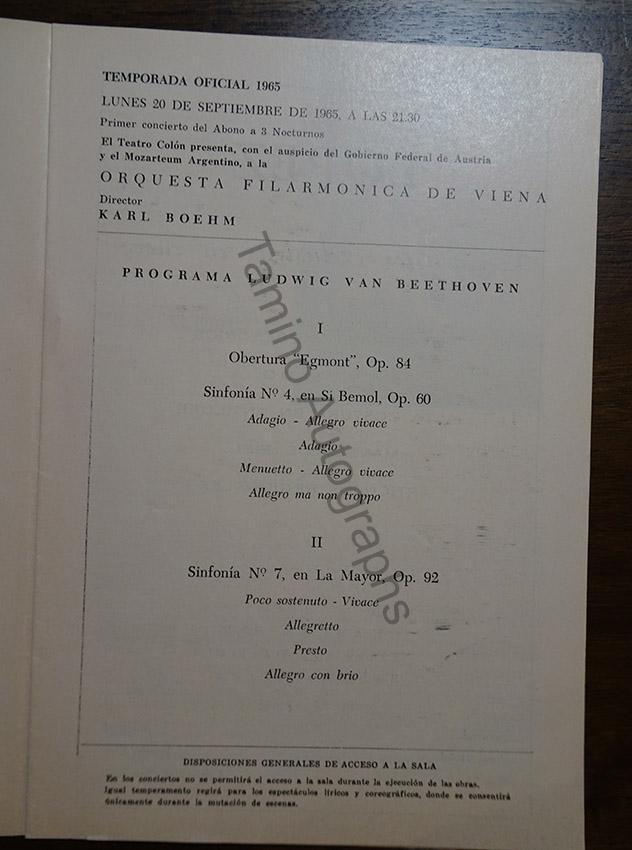 TEMPORADA OFICIAL 1965
LUNES 20 DE SEPTIEMBRE DE 1965, A LAS 21.30
Primer concierto del Abono a 3 Nocturnos
El Teatro Colón presenta, con el auspicio del Gobierno Federal de Austria
y el Mozarteum Argentino, a la
ORQUESTA FILARMONICA DE VIENA
Director
KARL BOEHM
PROGRAMA LUDWIG VAN BEETHOVEN
I
Obertura "Egmont", Op. 84
Sinfonía Nº 4, en Si Bemol, Op. 60
Adagio - Allegro vivace
Adagio
Menuetto - Allegro vivace
Allegro ma non troppo
II
Sinfonía Nº 7, en La Mayor, Op. 92
Poco sostenuto - Vivace
Allegretto
Presto
Allegro con brio
DISPOSICIONES GENERALES DE ACCESO A LA SALA
En los conciertos no se permitirá el acceso a la sala durante la ejecución de las obras.
Igual temperamento regirá para los espectáculos líricos y coreográficos, donde se consentirá
únicamente durante la mutación de escenas.
Tamino Autographs